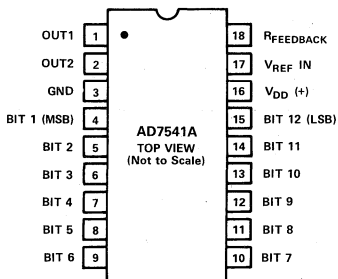 OUT1 1
OUT2 2
GND 3
BIT 1 (MSB) 4
BIT 2 5
BIT 3 6
BIT 4 7
BIT 5 8
BIT 6 9
AD7541A
TOP VIEW
(Not to Scale)
18 RFEEDBACK
17 VREF IN
16 VDD (+)
15 BIT 12 (LSB)
14 BIT 11
13 BIT 10
12 BIT 9
11 BIT 8
10 BIT 7